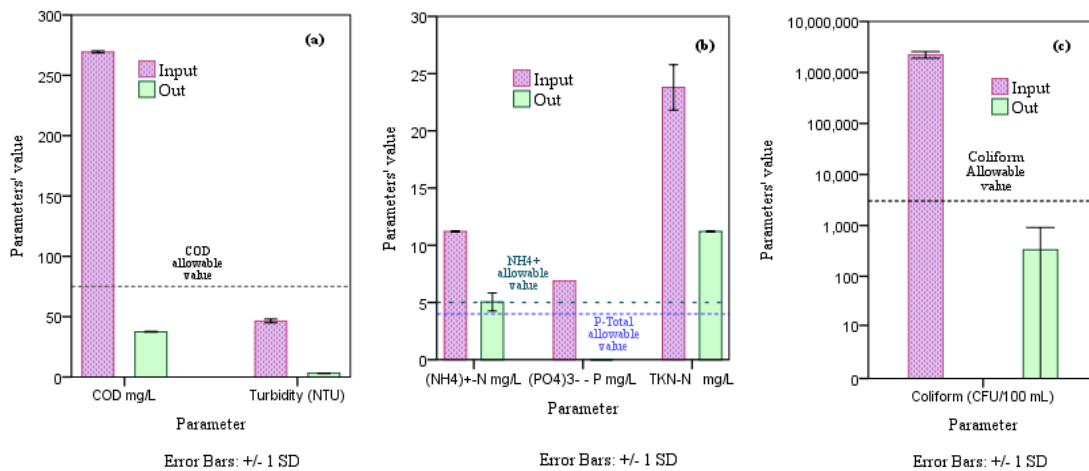 300
250
200
150
100
50
0
Parameters' value
(a)
Input
Out
COD
allowable
value
COD mg/L
Turbidity (NTU)
Parameter
Error Bars: +/- 1 SD
30
25
20
15
10
5
0
Parameters' value
(b)
Input
Out
NH4+
allowable
value
P-Total
allowable
value
(NH4)+-N mg/L
(PO4)3- - P mg/L
TKN-N mg/L
Parameter
Error Bars: +/- 1 SD
10,000,000
1,000,000
100,000
10,000
1,000
100
10
0
Parameters' value
(c)
Input
Out
Coliform
Allowable
value
Coliform (CFU/100 mL)
Parameter
Error Bars: +/- 1 SD